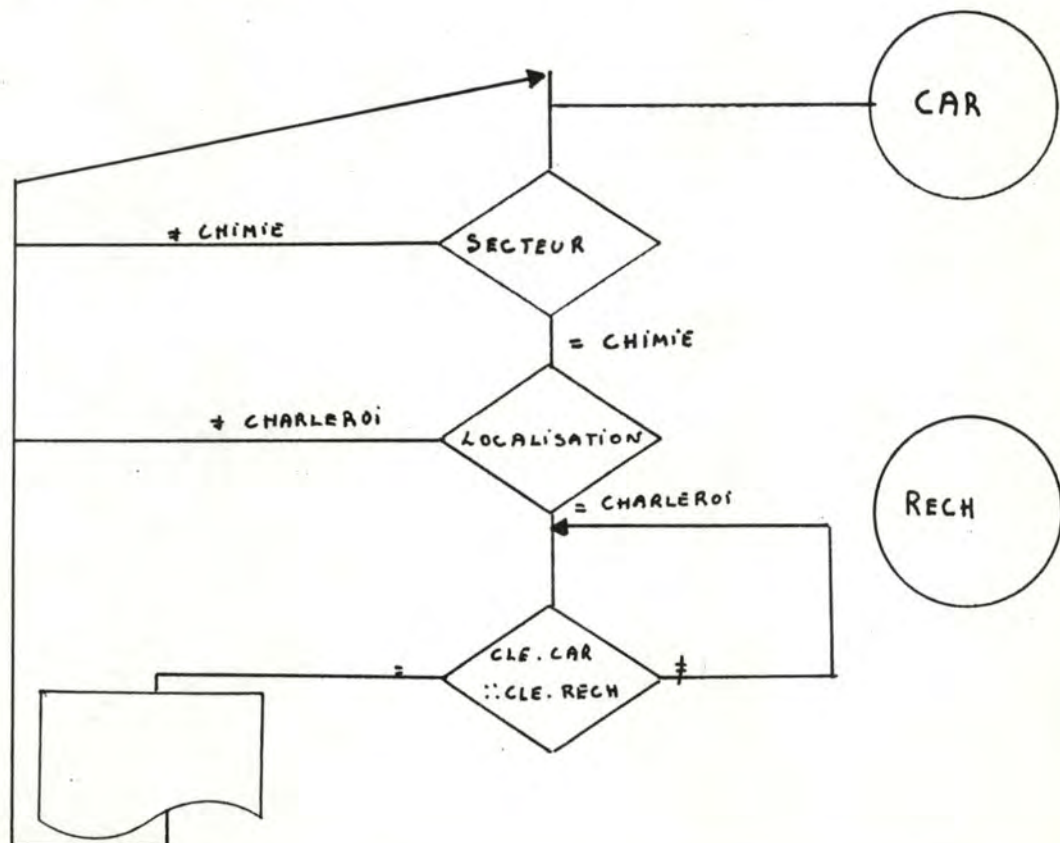 CAR
≠ CHIMIE
SECTEUR
= CHIMIE
≠ CHARLEROI
LOCALISATION
= CHARLEROI
RECH
CLE.CAR
=
≠
::CLE.RECH